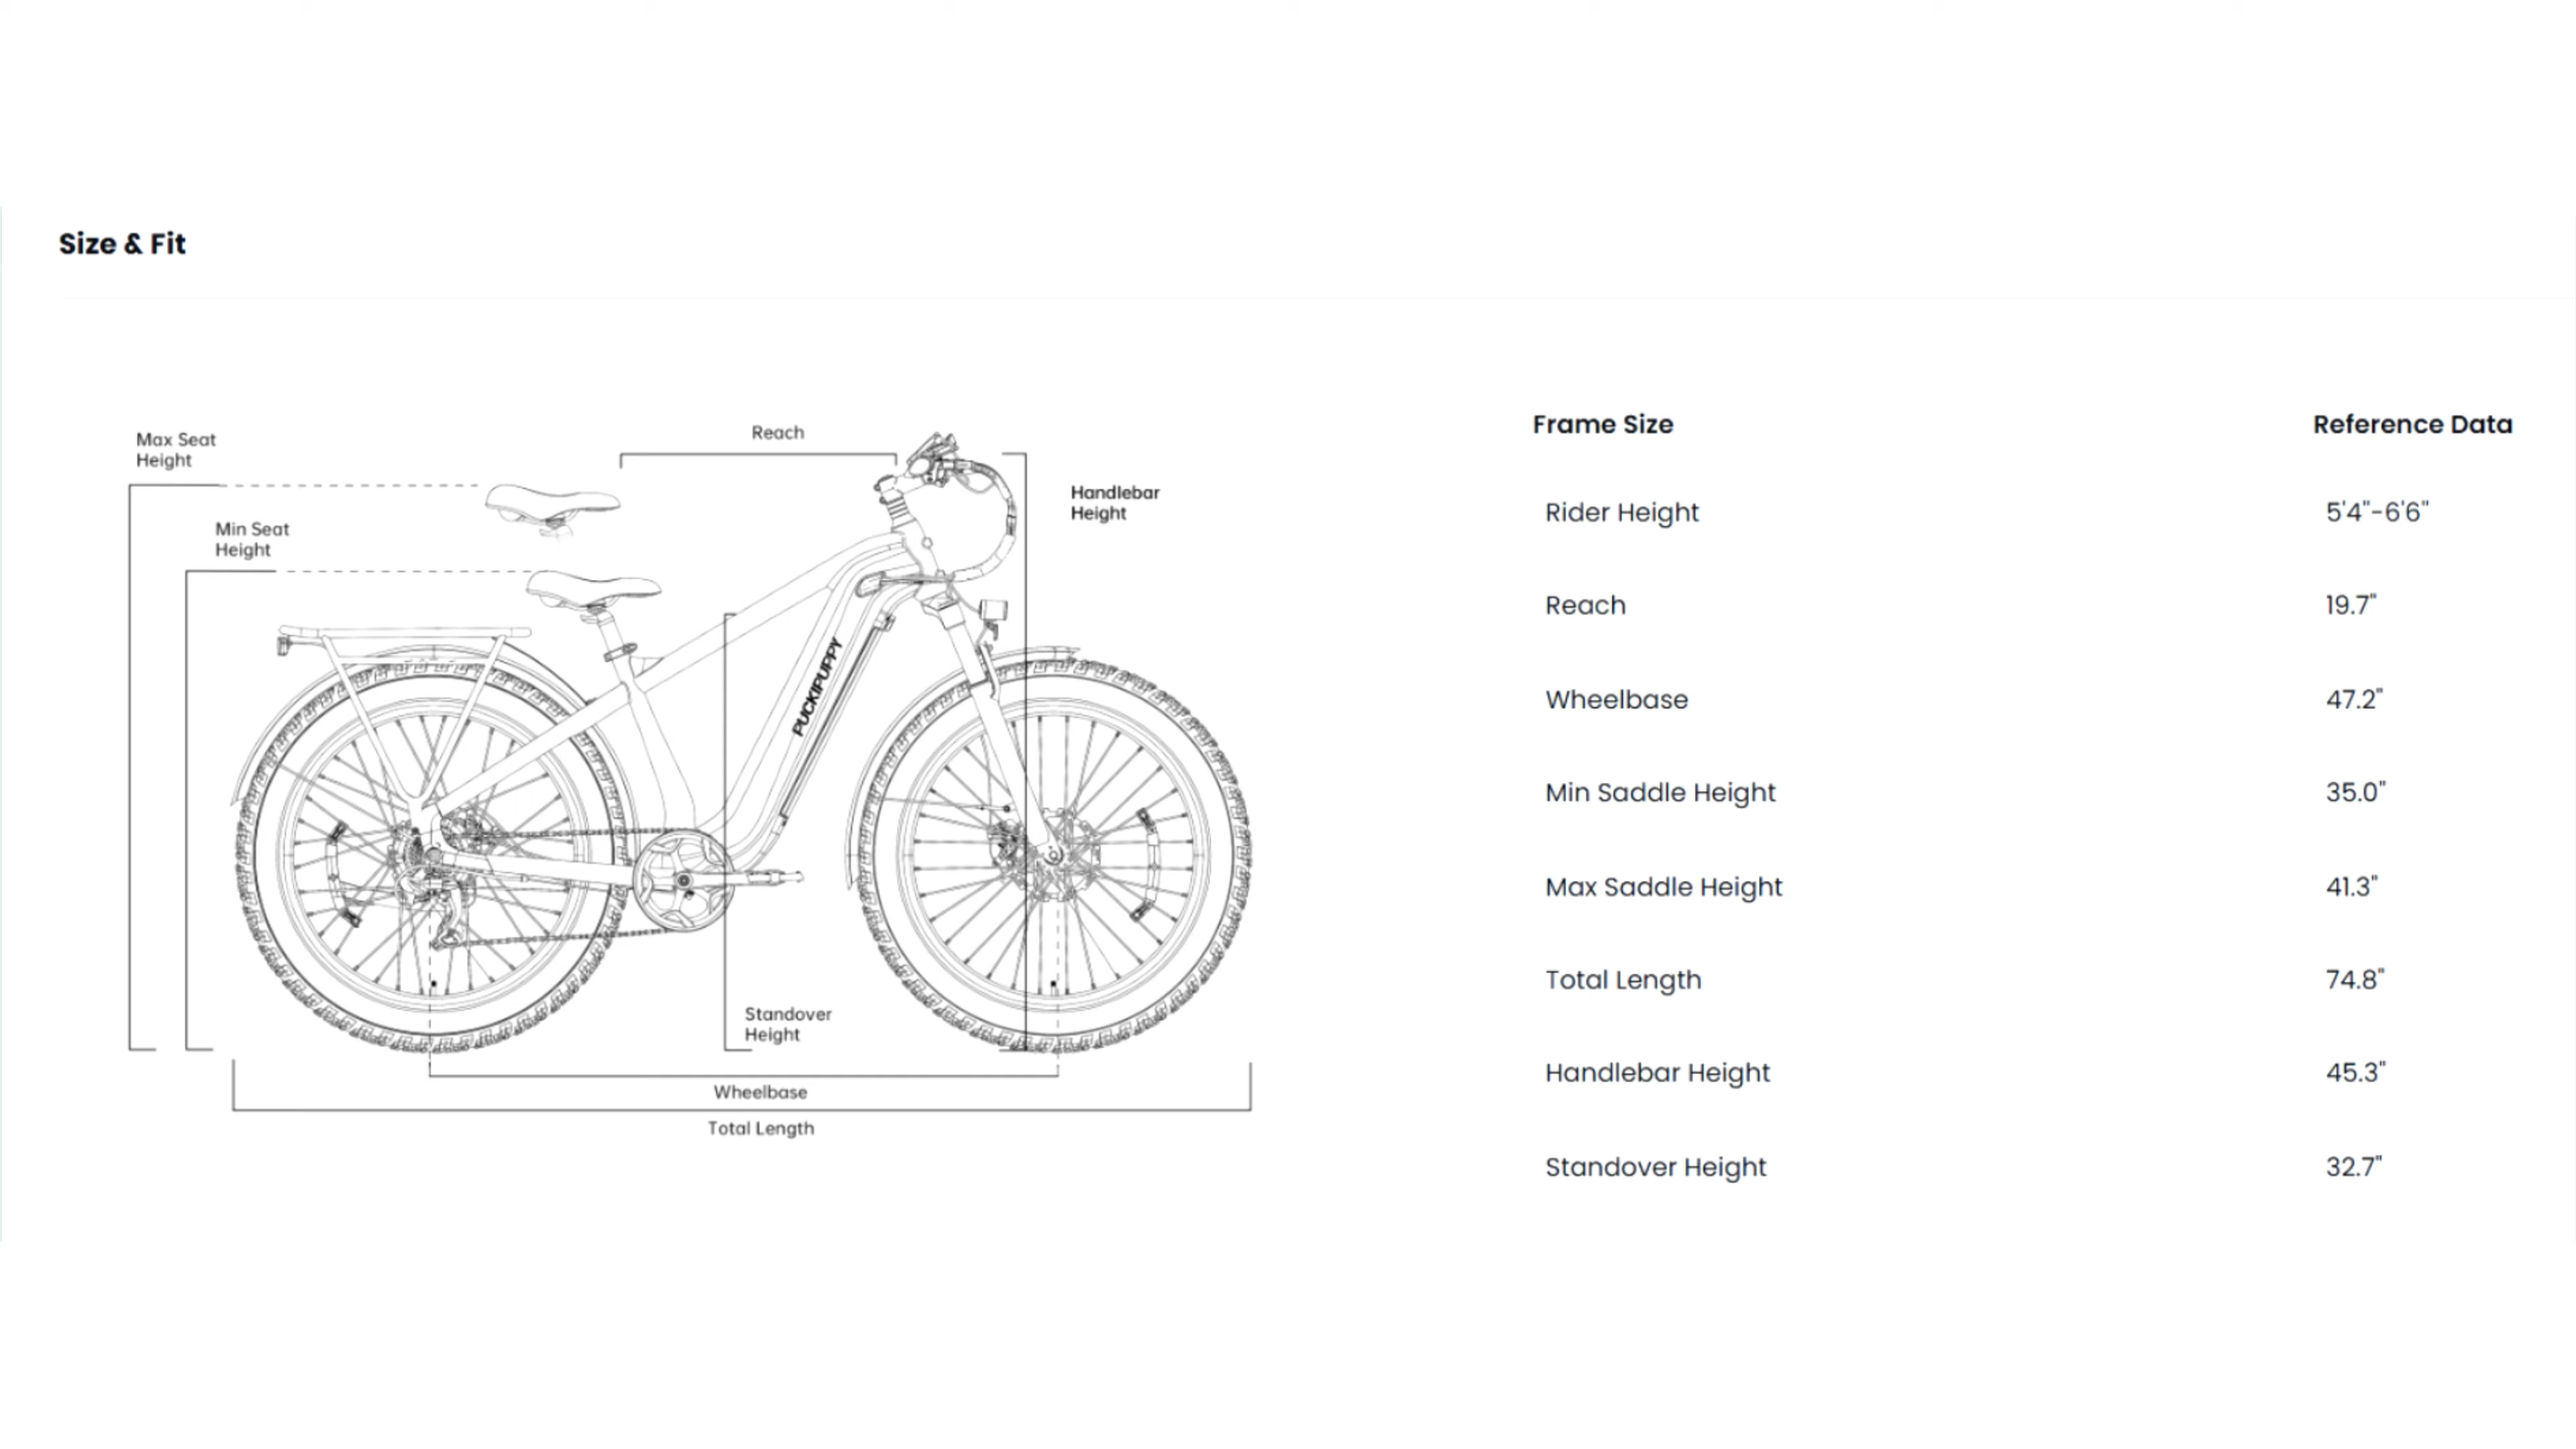 Size & Fit
Max Seat
Height
Min Seat
Height
Reach
Handlebar
Height
PUCKIPUPPY
Standover
Height
Wheelbase
Total Length
Frame Size Reference Data
Rider Height 5'4"-6'6"
Reach 19.7"
Wheelbase 47.2"
Min Saddle Height 35.0"
Max Saddle Height 41.3"
Total Length 74.8"
Handlebar Height 45.3"
Standover Height 32.7"